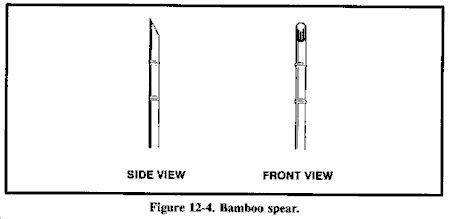 SIDE VIEW
FRONT VIEW
Figure 12-4. Bamboo spear.